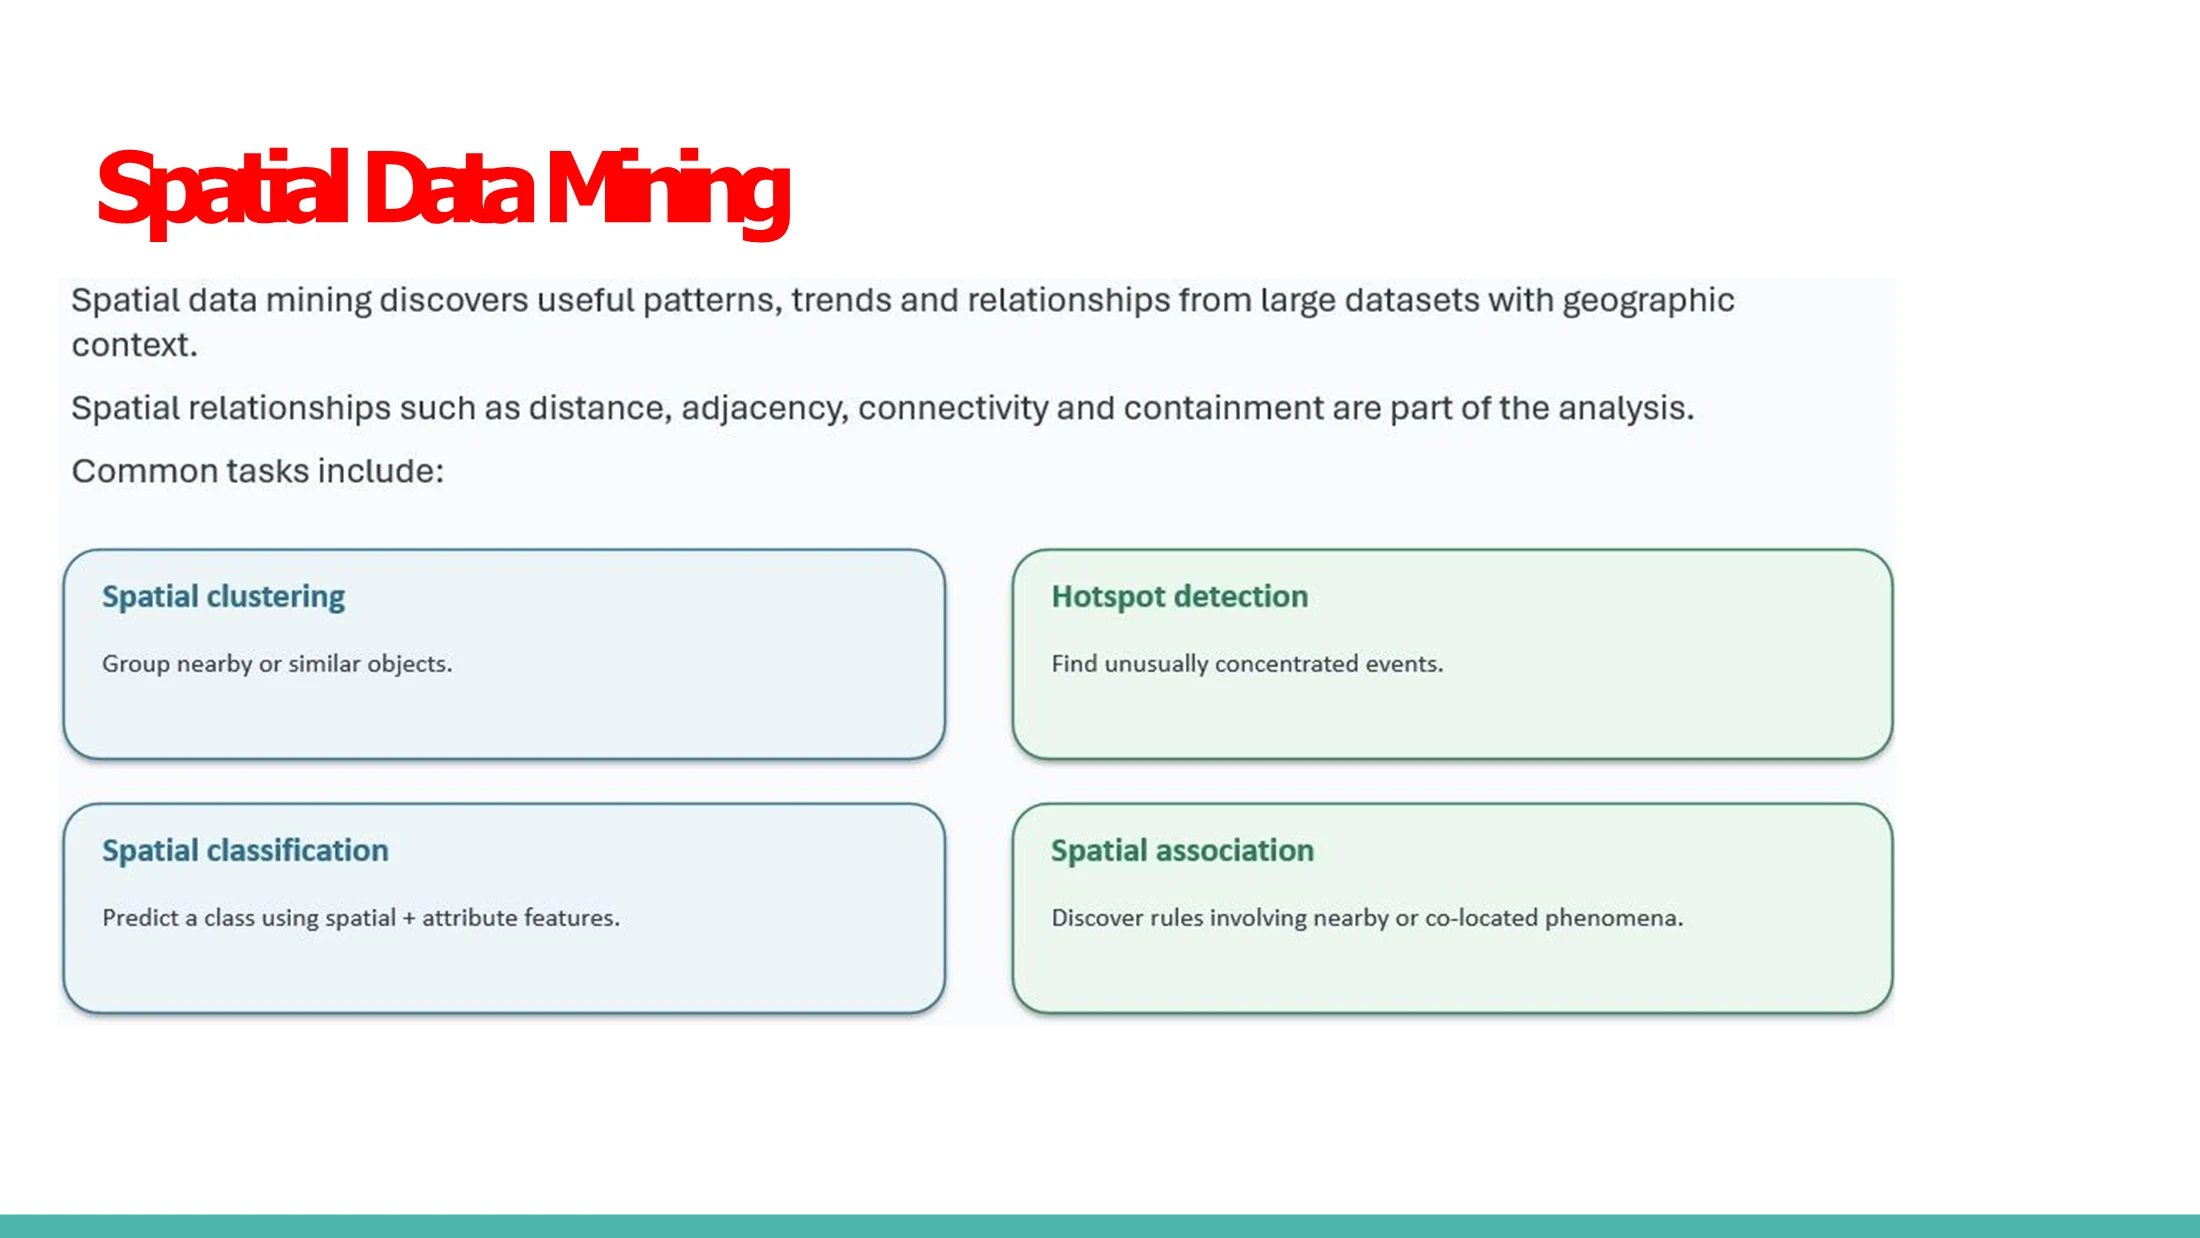 Spatial Data Mining
Spatial data mining discovers useful patterns, trends and relationships from large datasets with geographic
context.
Spatial relationships such as distance, adjacency, connectivity and containment are part of the analysis.
Common tasks include:
Spatial clustering
Group nearby or similar objects.
Hotspot detection
Find unusually concentrated events.
Spatial classification
Predict a class using spatial + attribute features.
Spatial association
Discover rules involving nearby or co-located phenomena.